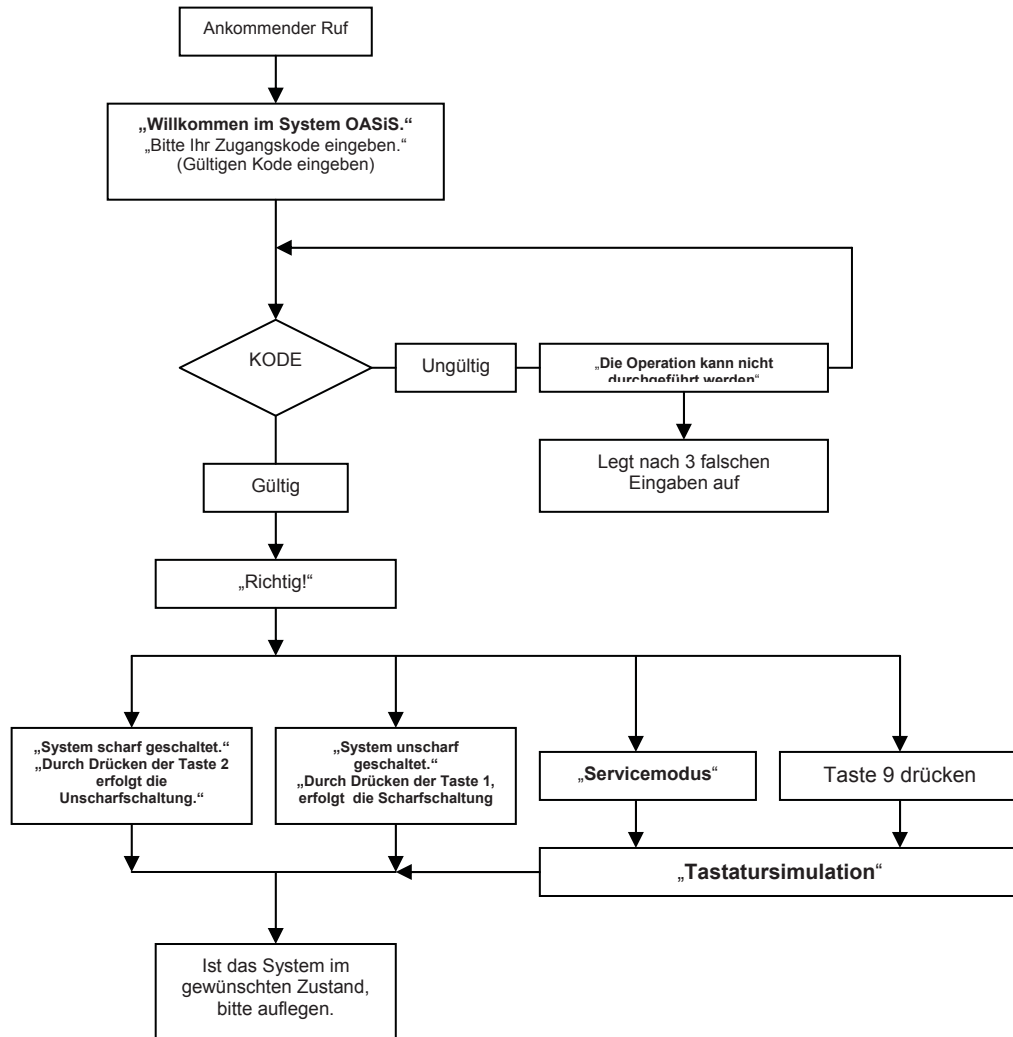 Ankommender Ruf
„Willkommen im System OASiS.“
„Bitte Ihr Zugangskode eingeben.“
(Gültigen Kode eingeben)
KODE
Ungültig
„Die Operation kann nicht
durchgeführt werden“
Legt nach 3 falschen
Eingaben auf
Gültig
„Richtig!“
„System scharf geschaltet.“
„Durch Drücken der Taste 2
erfolgt die
Unscharfschaltung.“
„System unscharf
geschaltet.“
„Durch Drücken der Taste 1,
erfolgt die Scharfschaltung
„Servicemodus“
Taste 9 drücken
„Tastatursimulation“
Ist das System im
gewünschten Zustand,
bitte auflegen.